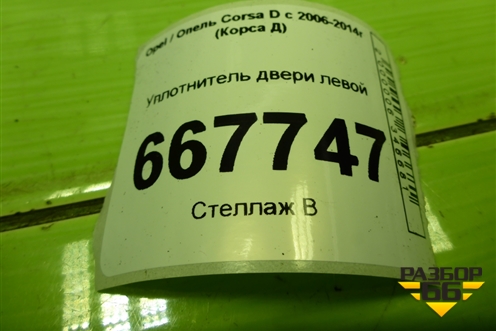 Opel / Опель Corsa D с 2006-2014г
(Корса Д)
Уплотнитель двери левой
667747
Стеллаж В
РАЗБОР
66